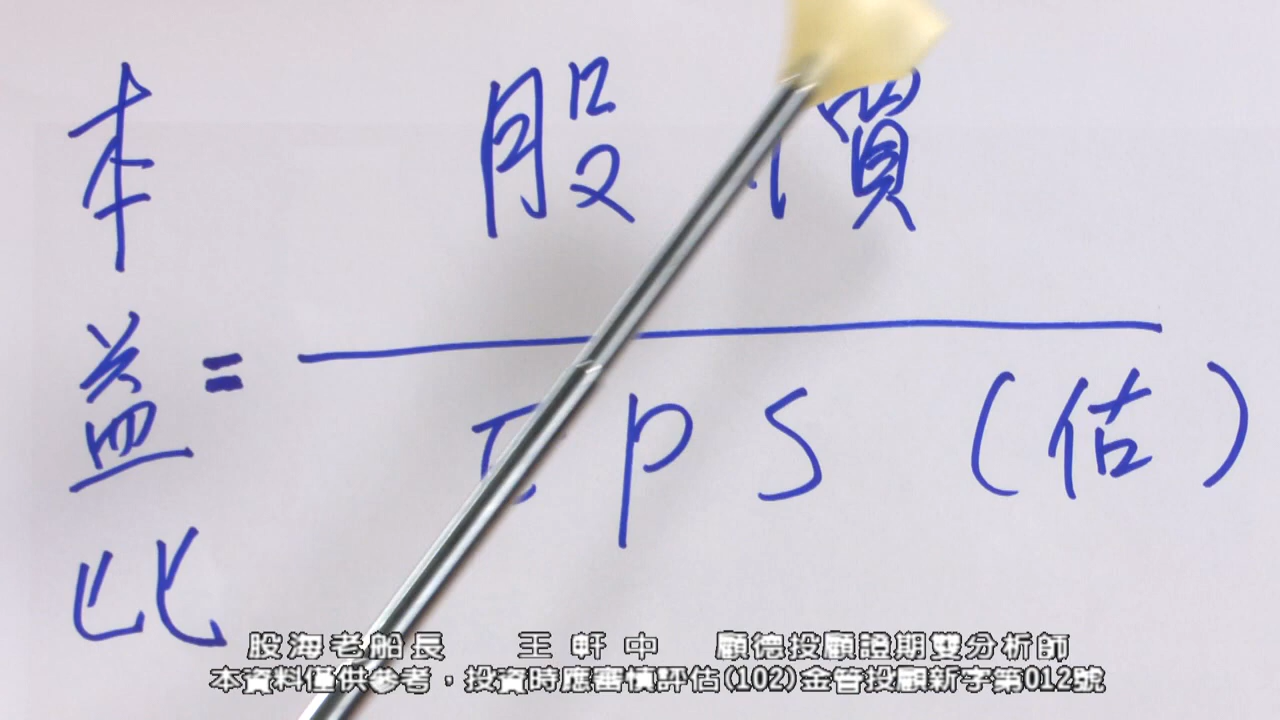 本益比 = 股價
EPS (估)
股海老船長 王軒中 顧德投顧證期雙分析師
本資料僅供參考，投資時應審慎評估(102)金管投顧新字第012號